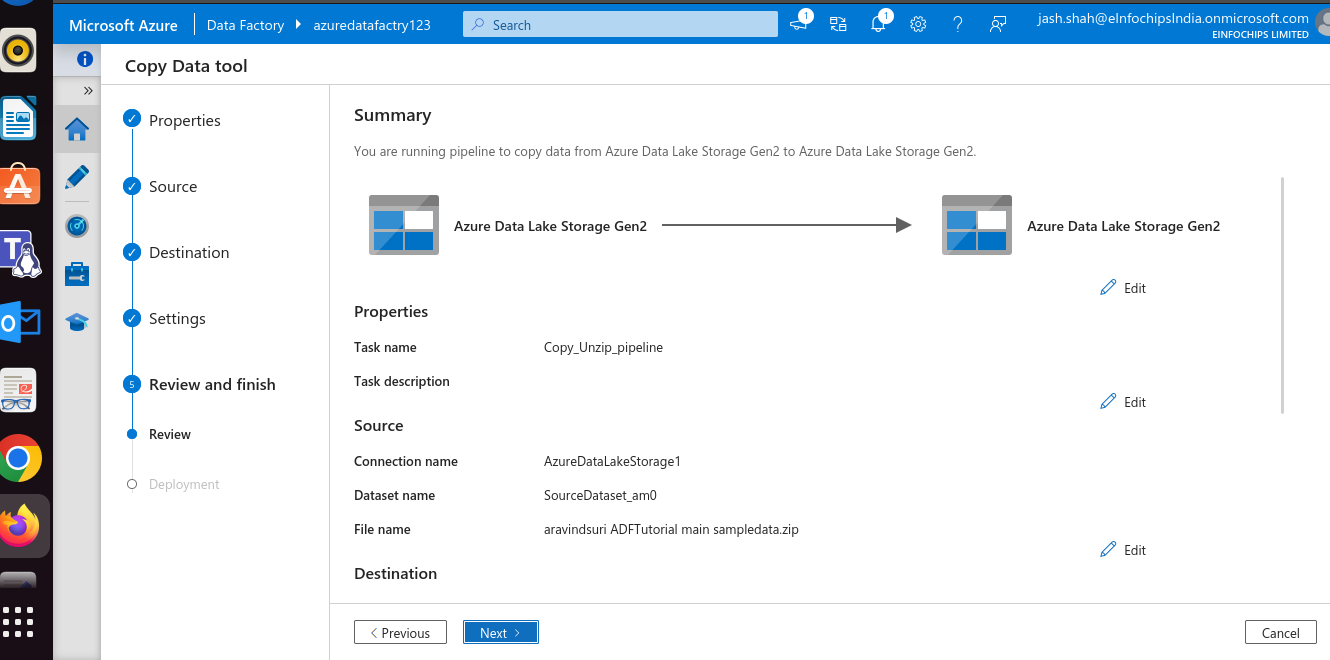 Microsoft Azure
Data Factory
azuredatafactry123
Search
1
1
?
jash.shah@eInfochipsIndia.onmicrosoft.com
EINFOCHIPS LIMITED
Copy Data tool
Properties
Source
Destination
Settings
5 Review and finish
Review
Deployment
Summary
You are running pipeline to copy data from Azure Data Lake Storage Gen2 to Azure Data Lake Storage Gen2.
Azure Data Lake Storage Gen2
Azure Data Lake Storage Gen2
Edit
Properties
Task name Copy_Unzip_pipeline
Task description
Edit
Source
Connection name AzureDataLakeStorage1
Dataset name SourceDataset_am0
File name aravindsuri ADFTutorial main sampledata.zip
Edit
Destination
Previous
Next
Cancel